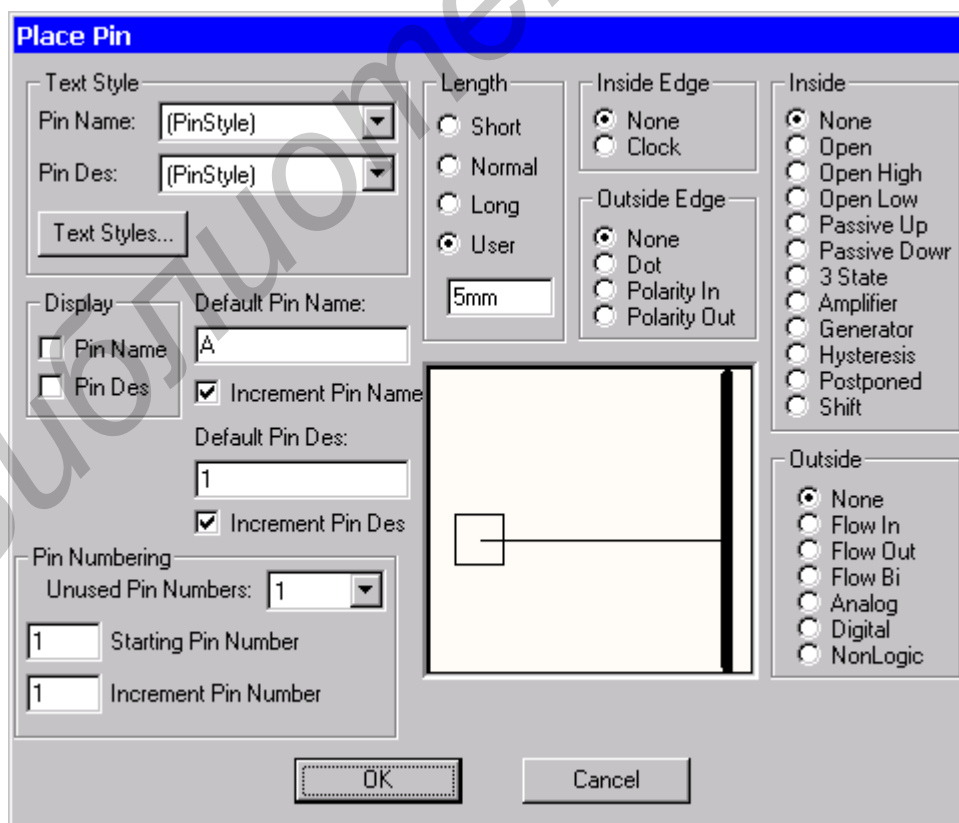 Place Pin
Text Style
Pin Name: (PinStyle)
Pin Des: (PinStyle)
Text Styles...
Length
Short
Normal
Long
User
5mm
Inside Edge
None
Clock
Outside Edge
None
Dot
Polarity In
Polarity Out
Inside
None
Open
Open High
Open Low
Passive Up
Passive Dowr
3 State
Amplifier
Generator
Hysteresis
Postponed
Shift
Display
Pin Name
Pin Des
Default Pin Name:
A
Increment Pin Name
Default Pin Des:
1
Increment Pin Des
Outside
None
Flow In
Flow Out
Flow Bi
Analog
Digital
NonLogic
Pin Numbering
Unused Pin Numbers: 1
1 Starting Pin Number
1 Increment Pin Number
OK
Cancel